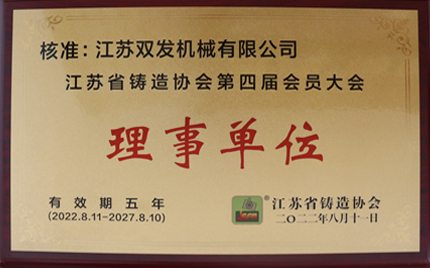 核准：江苏双发机械有限公司
江苏省铸造协会第四届会员大会
理事单位
有效期五年
(2022.8.11-2027.8.10)
®
江苏省铸造协会
二〇二二年八月十一日